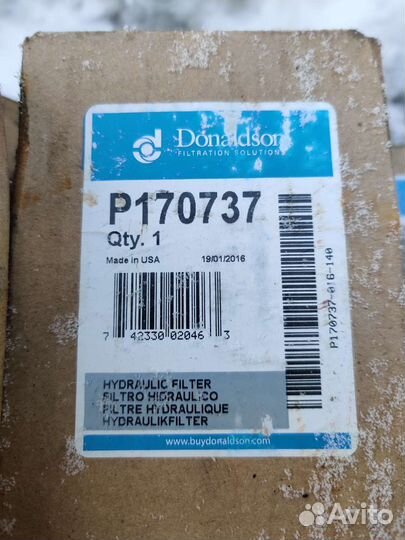 Donaldson
FILTRATION SOLUTIONS
P170737
Qty. 1
Made in USA 19/01/2016
7 42330 02046 3
P170737-016-140
HYDRAULIC FILTER
FILTRO HIDRAULICO
FILTRE HYDRAULIQUE
HYDRAULIKFILTER
www.buydonaldson.com
Avito